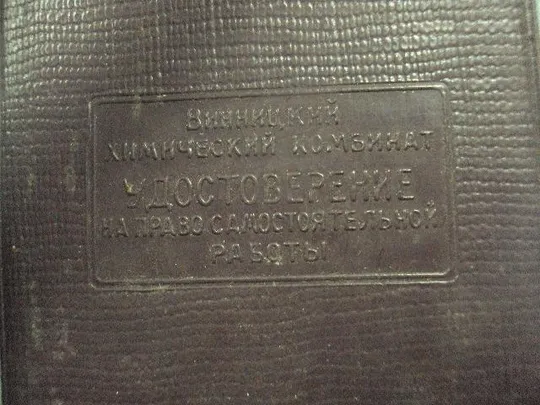 ВИННИЦКИЙ
ХИМИЧЕСКИЙ КОМБИНАТ
УДОСТОВЕРЕНИЕ
НА ПРАВО САМОСТОЯТЕЛЬНОЙ
РАБОТЫ